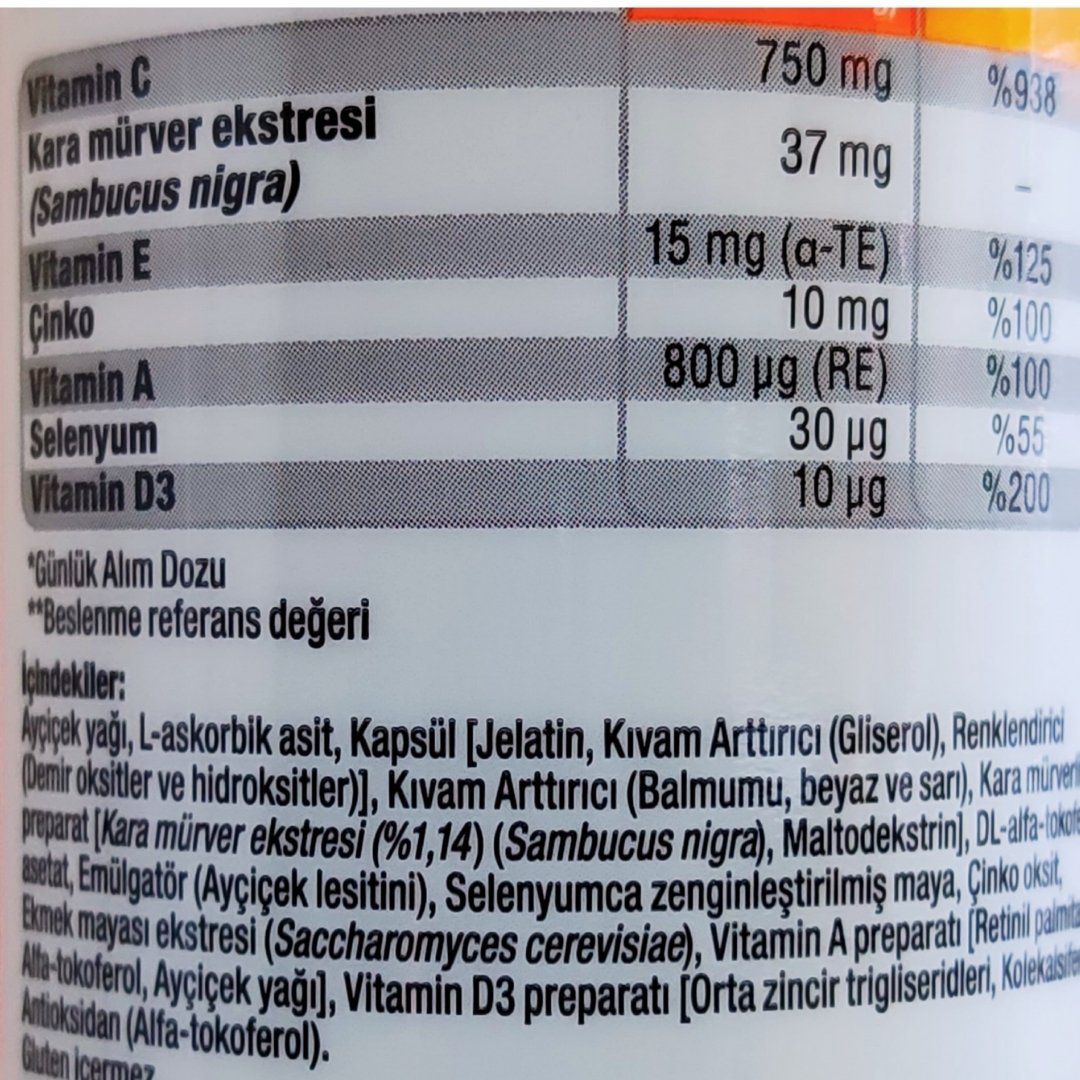 Vitamin C 750 mg %938
Kara mürver ekstresi
(Sambucus nigra) 37 mg -
Vitamin E 15 mg (α-TE) %125
Çinko 10 mg %100
Vitamin A 800 µg (RE) %100
Selenyum 30 µg %55
Vitamin D3 10 µg %200
*Günlük Alım Dozu
**Beslenme referans değeri
İçindekiler:
Ayçiçek yağı, L-askorbik asit, Kapsül [Jelatin, Kıvam Arttırıcı (Gliserol), Renklendirici
(Demir oksitler ve hidroksitler)], Kıvam Arttırıcı (Balmumu, beyaz ve sarı), Kara
preparat [Kara mürver ekstresi (%1,14) (Sambucus nigra), Maltodekstrin],
asetat, Emülgatör (Ayçiçek lesitini), Selenyumca zenginleştirilmiş maya, Çinko oksit,
Ekmek mayası ekstresi (Saccharomyces cerevisiae), Vitamin A preparatı [Retinil
Alfa-tokoferol, Ayçiçek yağı], Vitamin D3 preparatı [Orta zincir trigliseridleri,
Antioksidan (Alfa-tokoferol).
Gluten içermez